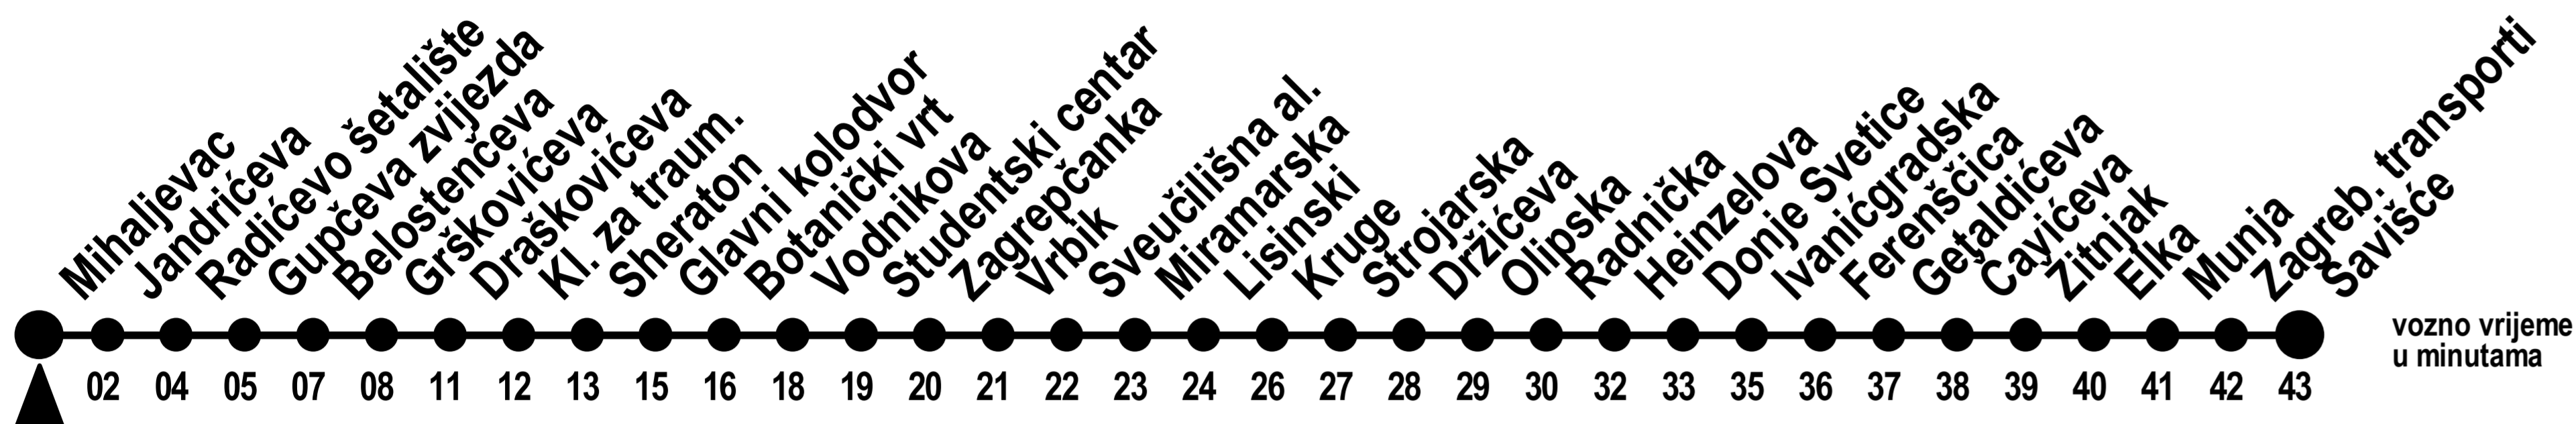 Mihaljevac
Jandrićeva
Radićevo šetalište
Gupčeva zvijezda
Belostenčeva
Grškovićeva
Draškovićeva
Kl. za traum.
Sheraton
Glavni kolodvor
Botanički vrt
Vodnikova
Studentski centar
Zagrepčanka
Vrbik
Sveučilišna al.
Miramarska
Lisinski
Kruge
Strojarska
Držićeva
Olipska
Radnička
Heinzelova
Donje Svetice
Ivanićgradska
Ferenščica
Getaldićeva
Čavićeva
Žitnjak
Elka
Munja
Zagreb. transporti
Savišće
02 04 05 07 08 11 12 13 15 16 18 19 20 21 22 23 24 26 27 28 29 30 32 33 35 36 37 38 39 40 41 42 43
vozno vrijeme
u minutama